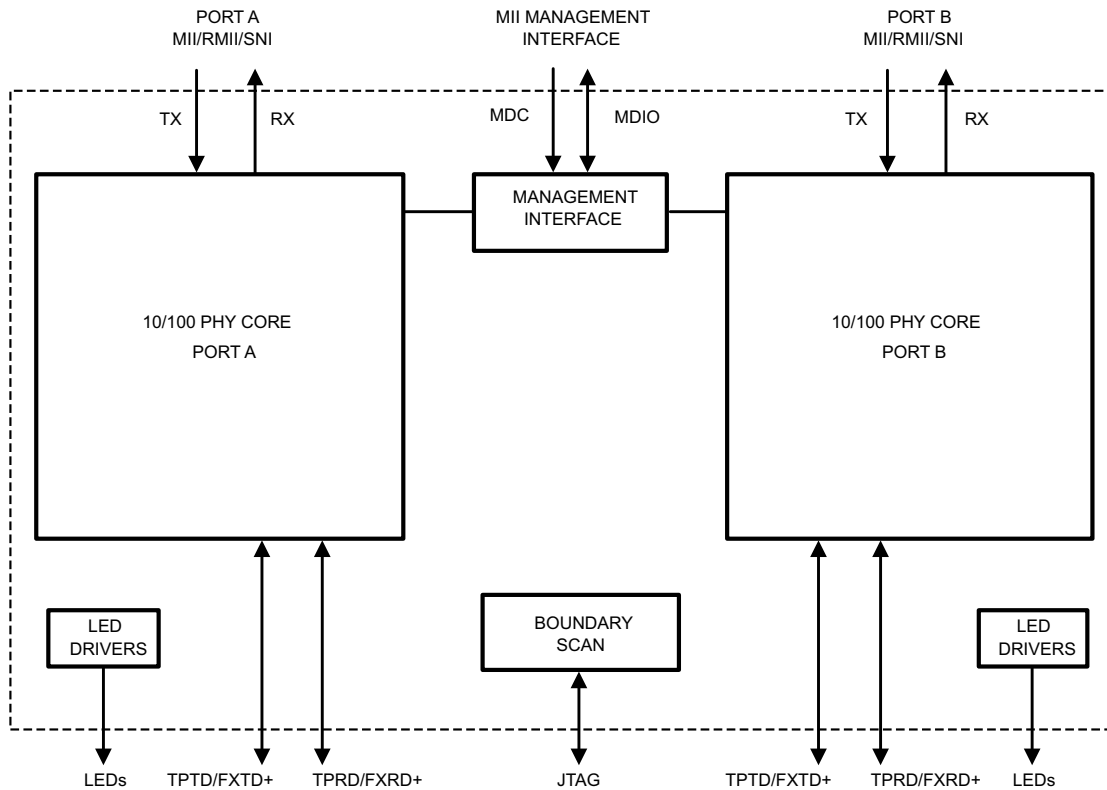 PORT A
MII/RMII/SNI
MII MANAGEMENT
INTERFACE
PORT B
MII/RMII/SNI
TX
RX
MDC
MDIO
TX
RX
MANAGEMENT
INTERFACE
10/100 PHY CORE
PORT A
10/100 PHY CORE
PORT B
LED
DRIVERS
BOUNDARY
SCAN
LED
DRIVERS
LEDs
TPTD/FXTD+
TPRD/FXRD+
JTAG
TPTD/FXTD+
TPRD/FXRD+
LEDs